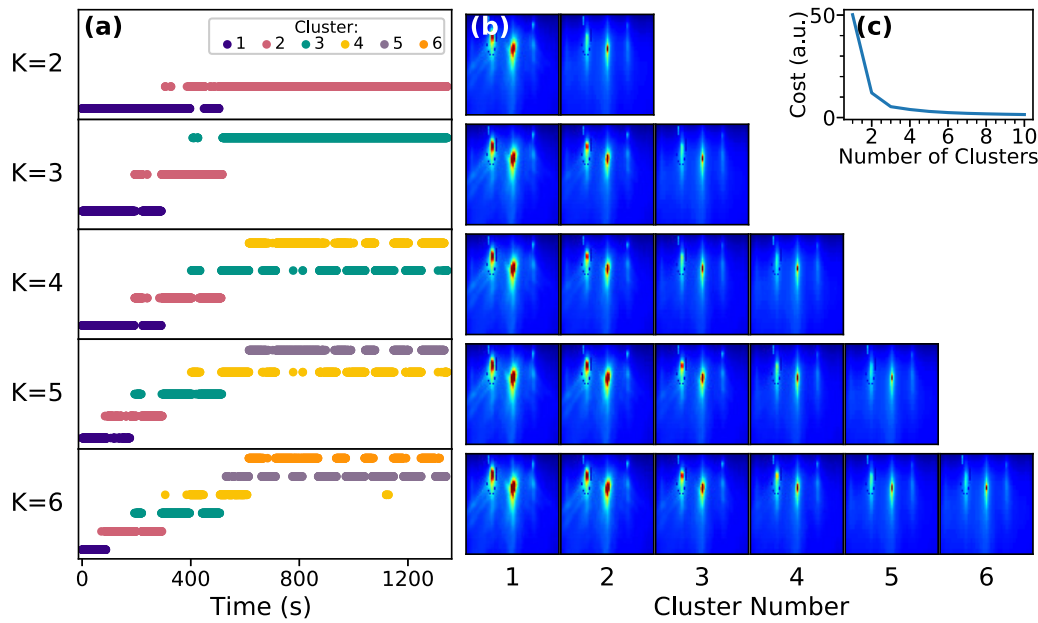 (a)
Cluster:
1 2 3 4 5 6
K=2
K=3
K=4
K=5
K=6
0 400 800 1200
Time (s)
(b)
1 2 3 4 5 6
Cluster Number
(c)
50
0
Cost (a.u.)
2 4 6 8 10
Number of Clusters